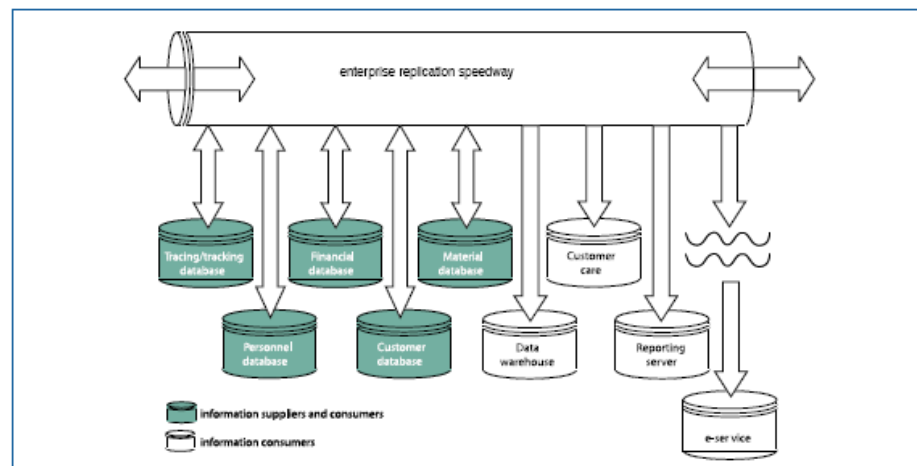 enterprise replication speedway
Tracing/tracking
database
Financial
database
Material
database
Customer
care
Personnel
database
Customer
database
Data
warehouse
Reporting
server
information suppliers and consumers
information consumers
e-ser vice